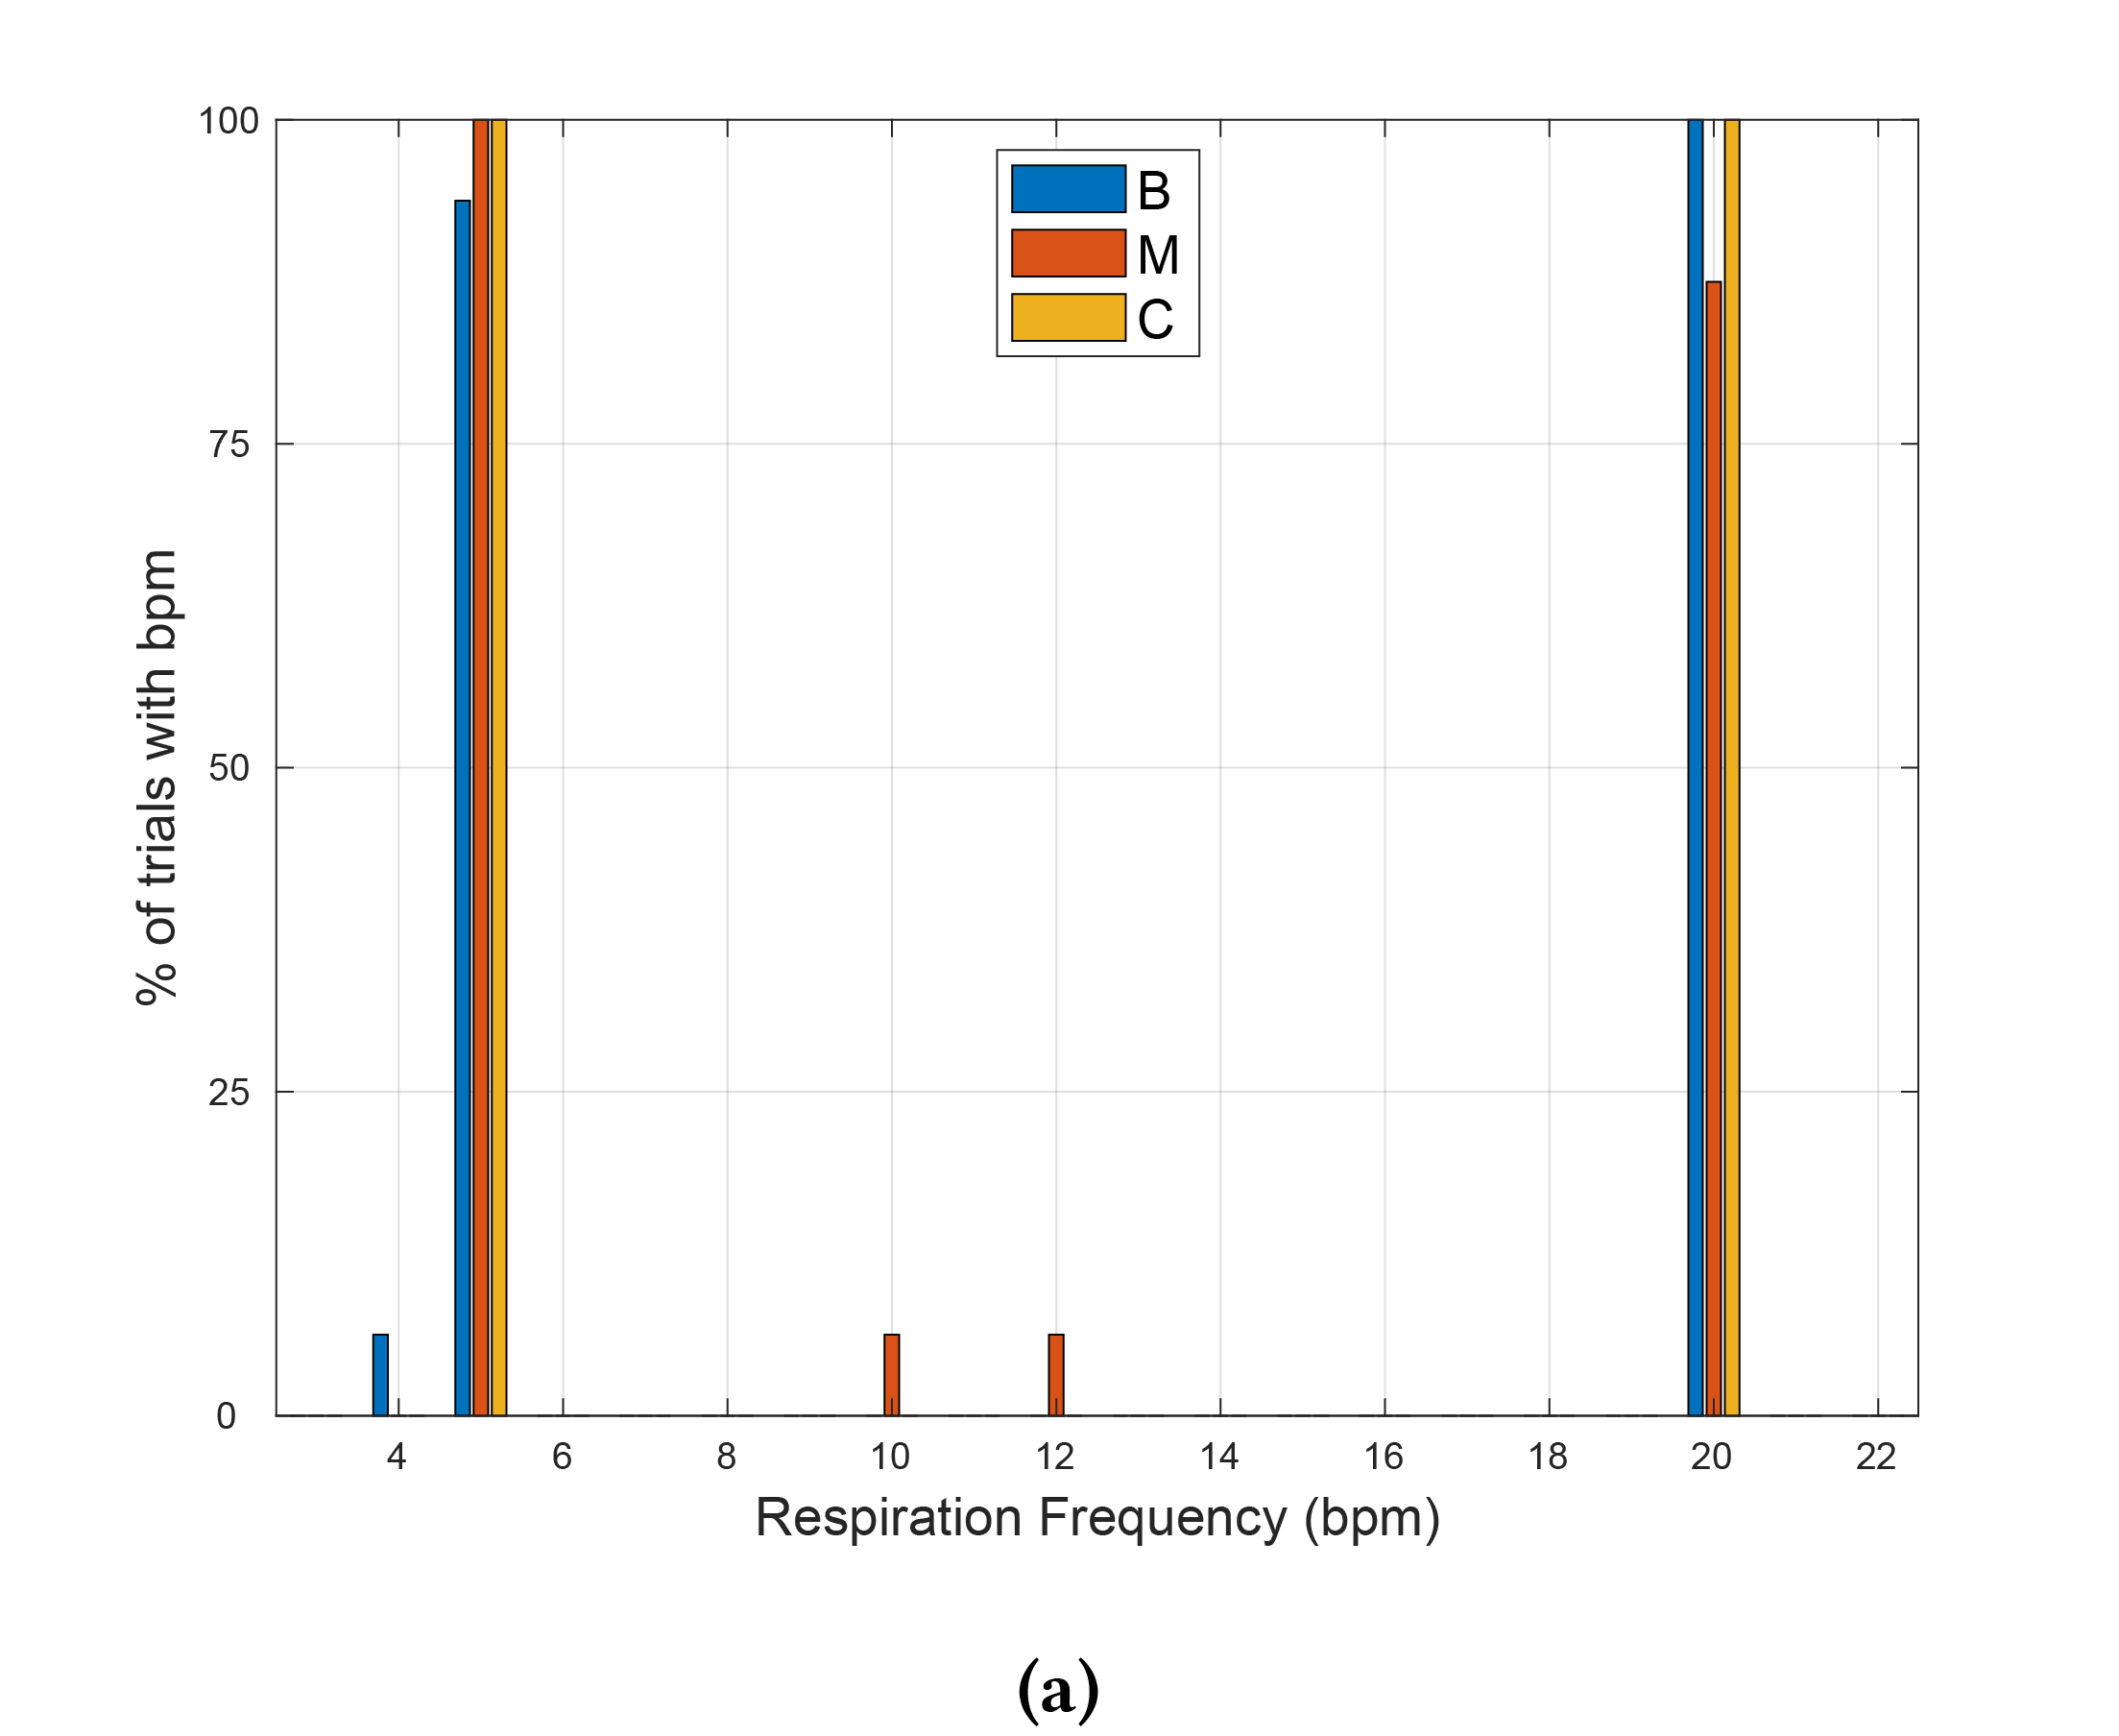 100
75
50
25
0
% of trials with bpm
B
M
C
4 6 8 10 12 14 16 18 20 22
Respiration Frequency (bpm)
(a)